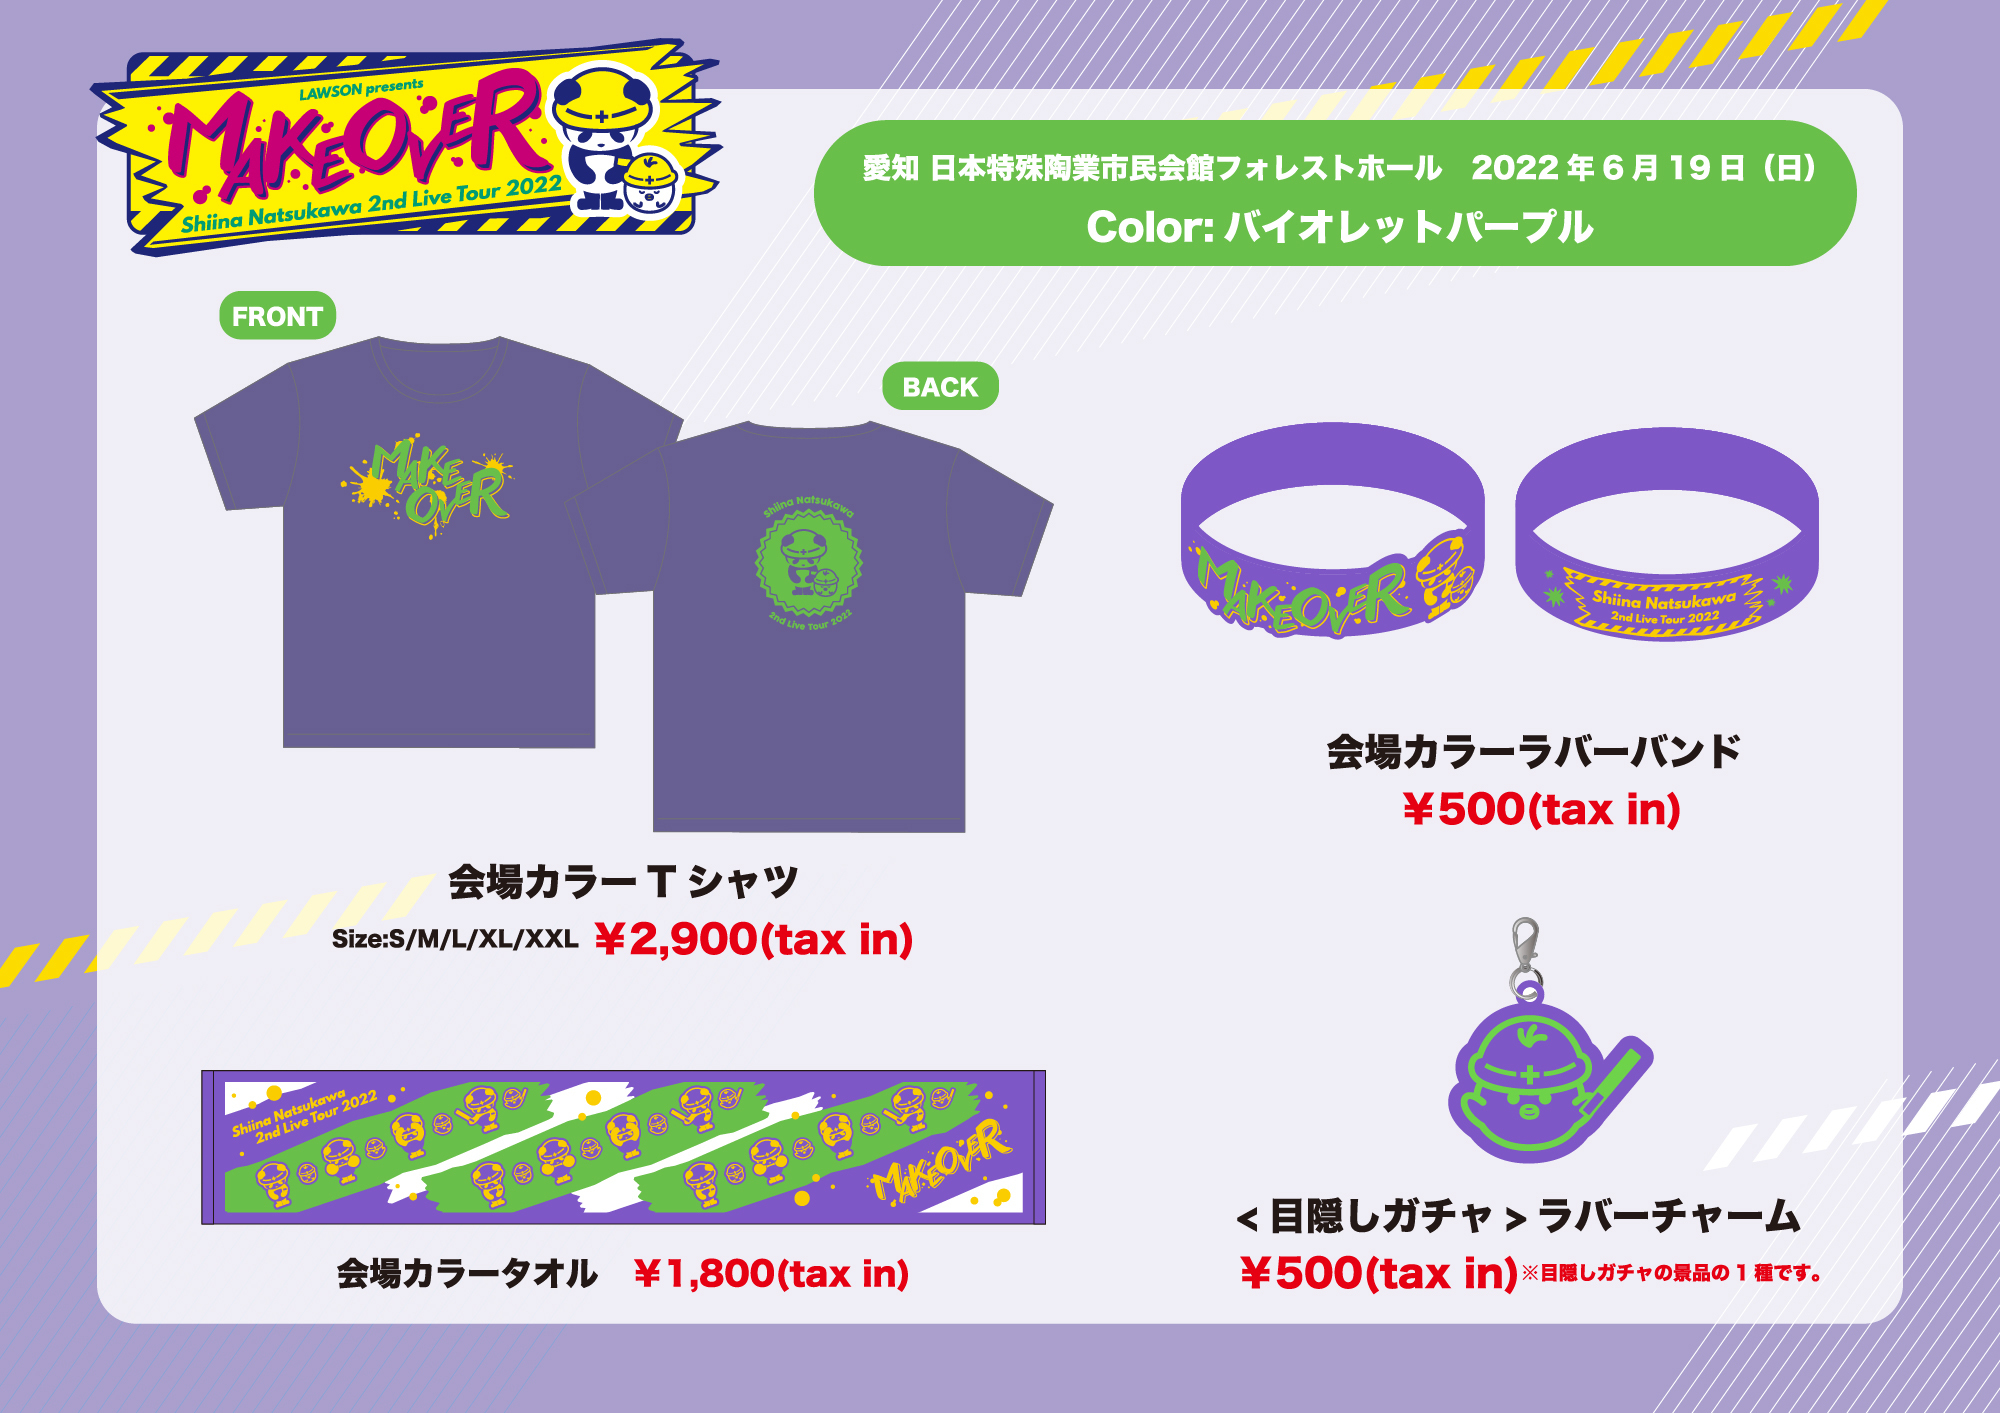 LAWSON presents
MAKEOVER
Shiina Natsukawa 2nd Live Tour 2022
愛知 日本特殊陶業市民会館フォレストホール　2022年6月19日（日）
Color:バイオレットパープル
FRONT
MAKE
OVER
BACK
Shiina Natsukawa
2nd Live Tour 2022
MAKEOVER
Shiina Natsukawa
2nd Live Tour 2022
会場カラーラバーバンド
￥500(tax in)
会場カラーTシャツ
Size:S/M/L/XL/XXL ￥2,900(tax in)
Shiina Natsukawa
2nd Live Tour 2022
MAKEOVER
会場カラータオル　￥1,800(tax in)
<目隠しガチャ>ラバーチャーム
￥500(tax in)※目隠しガチャの景品の1種です。